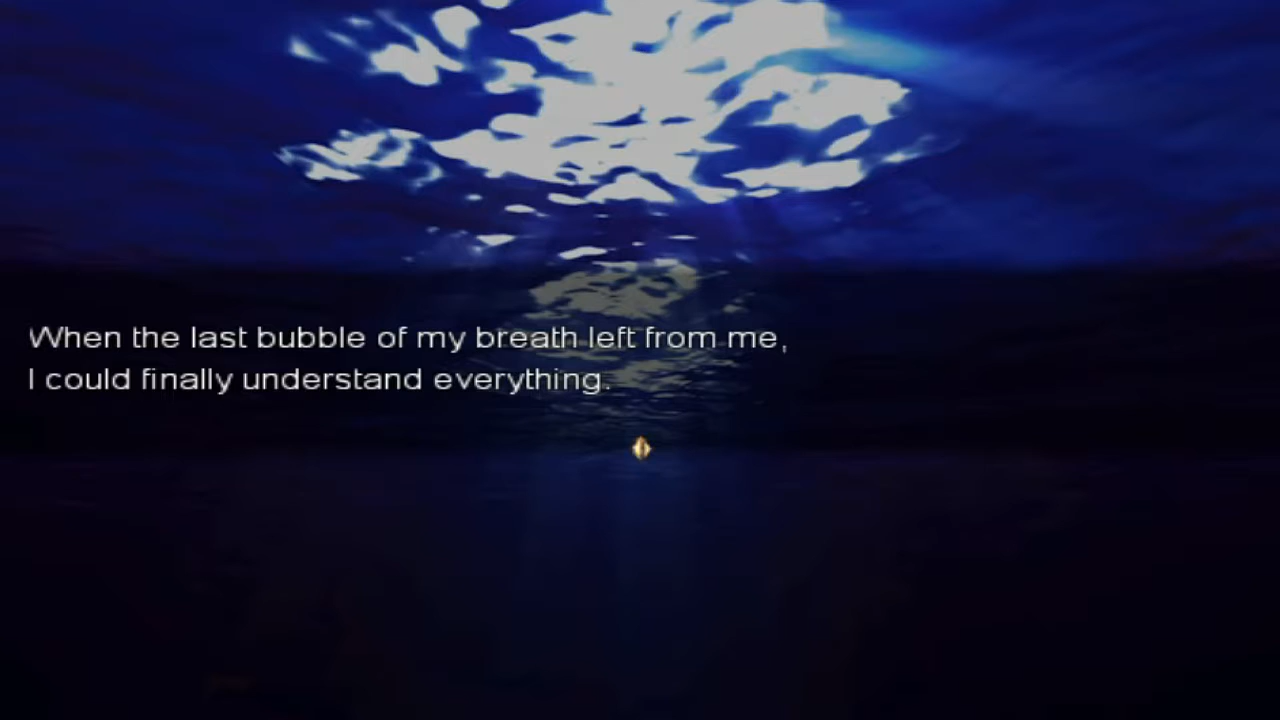 When the last bubble of my breath left from me,
I could finally understand everything.